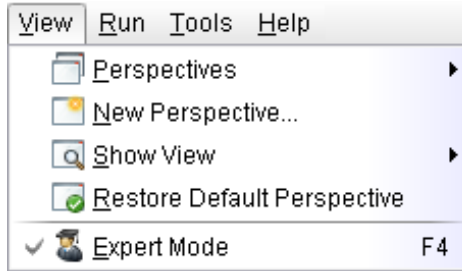 View Run Tools Help
Perspectives
New Perspective...
Show View
Restore Default Perspective
Expert Mode F4